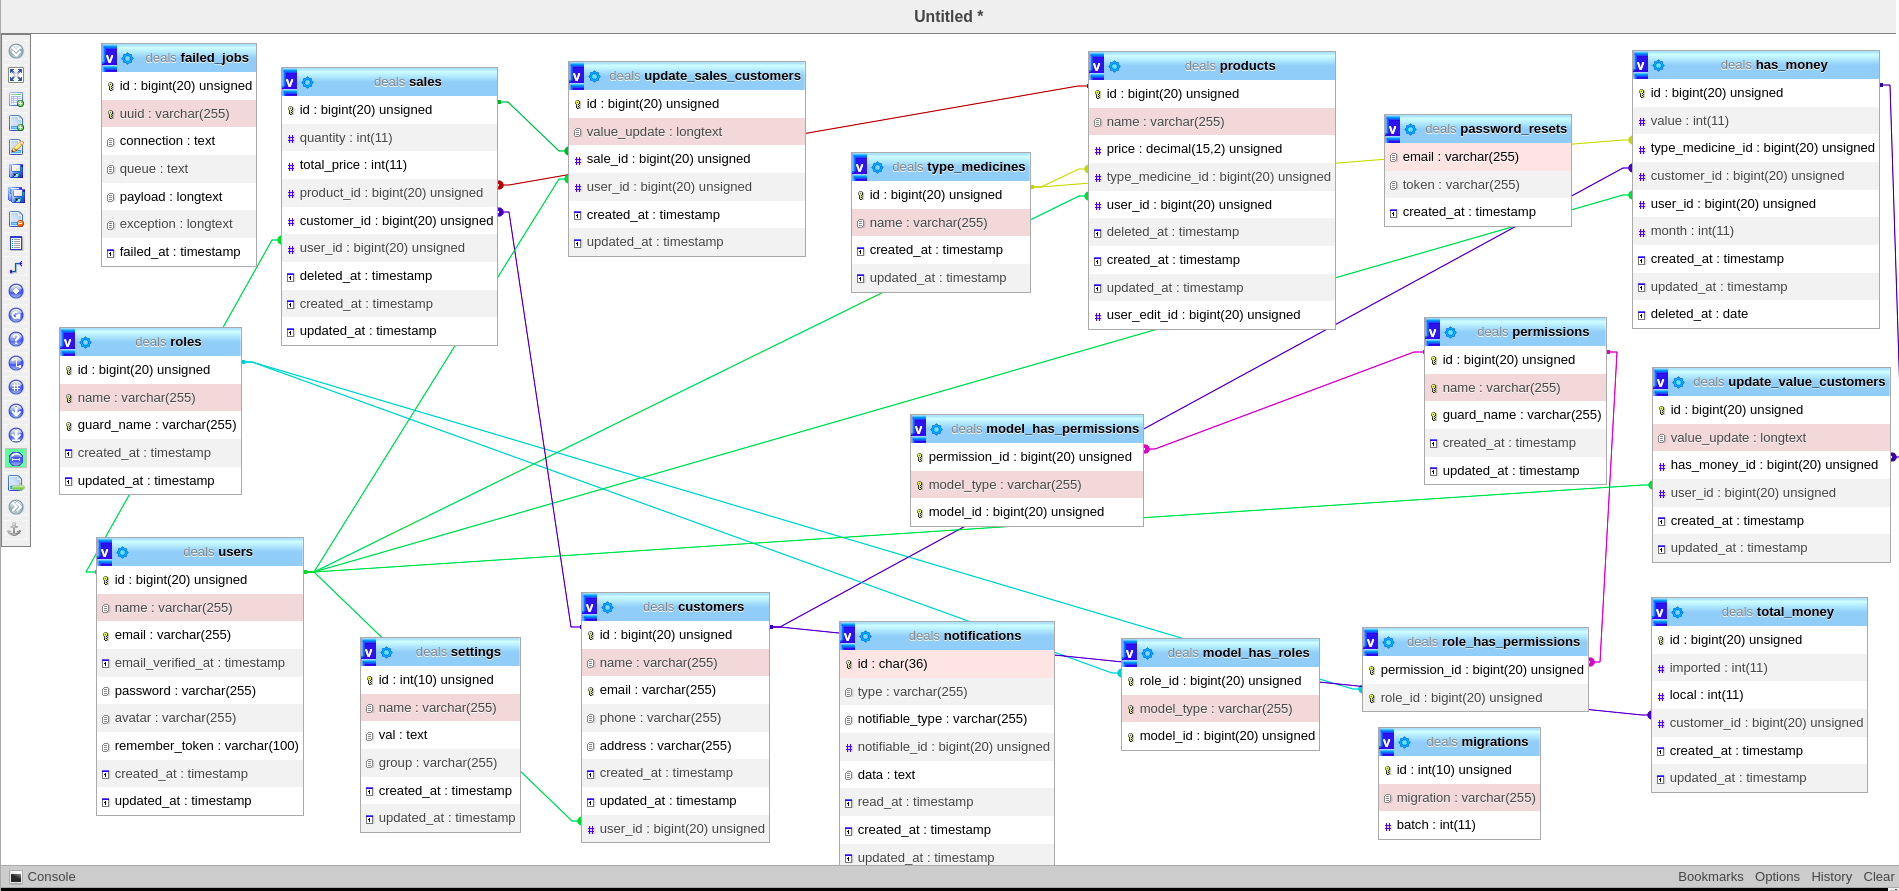 Untitled *
deals failed_jobs
id : bigint(20) unsigned
uuid : varchar(255)
connection : text
queue : text
payload : longtext
exception : longtext
failed_at : timestamp
deals sales
id : bigint(20) unsigned
quantity : int(11)
total_price : int(11)
product_id : bigint(20) unsigned
customer_id : bigint(20) unsigned
user_id : bigint(20) unsigned
deleted_at : timestamp
created_at : timestamp
updated_at : timestamp
deals update_sales_customers
id : bigint(20) unsigned
value_update : longtext
sale_id : bigint(20) unsigned
user_id : bigint(20) unsigned
created_at : timestamp
updated_at : timestamp
deals type_medicines
id : bigint(20) unsigned
name : varchar(255)
created_at : timestamp
updated_at : timestamp
deals products
id : bigint(20) unsigned
name : varchar(255)
price : decimal(15,2) unsigned
type_medicine_id : bigint(20) unsigned
user_id : bigint(20) unsigned
deleted_at : timestamp
created_at : timestamp
updated_at : timestamp
user_edit_id : bigint(20) unsigned
deals password_resets
email : varchar(255)
token : varchar(255)
created_at : timestamp
deals has_money
id : bigint(20) unsigned
value : int(11)
type_medicine_id : bigint(20) unsigned
customer_id : bigint(20) unsigned
user_id : bigint(20) unsigned
month : int(11)
created_at : timestamp
updated_at : timestamp
deleted_at : date
deals roles
id : bigint(20) unsigned
name : varchar(255)
guard_name : varchar(255)
created_at : timestamp
updated_at : timestamp
deals permissions
id : bigint(20) unsigned
name : varchar(255)
guard_name : varchar(255)
created_at : timestamp
updated_at : timestamp
deals update_value_customers
id : bigint(20) unsigned
value_update : longtext
has_money_id : bigint(20) unsigned
user_id : bigint(20) unsigned
created_at : timestamp
updated_at : timestamp
deals model_has_permissions
permission_id : bigint(20) unsigned
model_type : varchar(255)
model_id : bigint(20) unsigned
deals users
id : bigint(20) unsigned
name : varchar(255)
email : varchar(255)
email_verified_at : timestamp
password : varchar(255)
avatar : varchar(255)
remember_token : varchar(100)
created_at : timestamp
updated_at : timestamp
deals settings
id : int(10) unsigned
name : varchar(255)
val : text
group : varchar(255)
created_at : timestamp
updated_at : timestamp
deals customers
id : bigint(20) unsigned
name : varchar(255)
email : varchar(255)
phone : varchar(255)
address : varchar(255)
created_at : timestamp
updated_at : timestamp
user_id : bigint(20) unsigned
deals notifications
id : char(36)
type : varchar(255)
notifiable_type : varchar(255)
notifiable_id : bigint(20) unsigned
data : text
read_at : timestamp
created_at : timestamp
updated_at : timestamp
deals model_has_roles
role_id : bigint(20) unsigned
model_type : varchar(255)
model_id : bigint(20) unsigned
deals role_has_permissions
permission_id : bigint(20) unsigned
role_id : bigint(20) unsigned
deals migrations
id : int(10) unsigned
migration : varchar(255)
batch : int(11)
deals total_money
id : bigint(20) unsigned
imported : int(11)
local : int(11)
customer_id : bigint(20) unsigned
created_at : timestamp
updated_at : timestamp
Console
Bookmarks Options History Clear